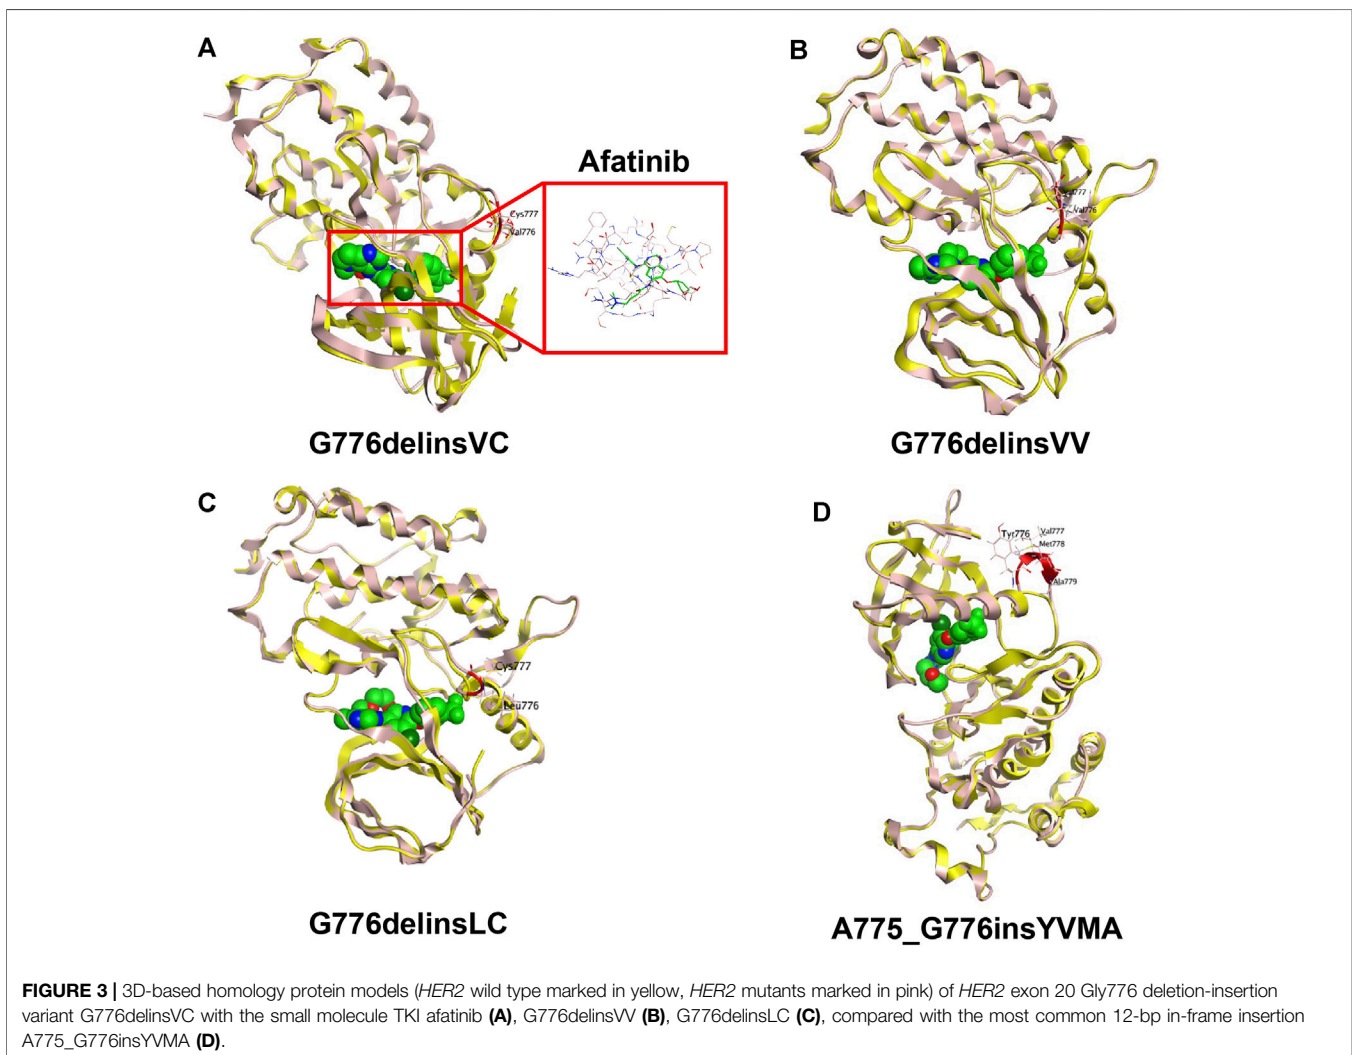 A
B
Afatinib
Cys777
Val776
Val776
G776delinsVC
G776delinsVV
C
D
Cys777
Leu776
Tyr776
Val777
Met778
Ala779
G776delinsLC
A775_G776insYVMA
FIGURE 3 | 3D-based homology protein models (HER2 wild type marked in yellow, HER2 mutants marked in pink) of HER2 exon 20 Gly776 deletion-insertion
variant G776delinsVC with the small molecule TKI afatinib (A), G776delinsVV (B), G776delinsLC (C), compared with the most common 12-bp in-frame insertion
A775_G776insYVMA (D).